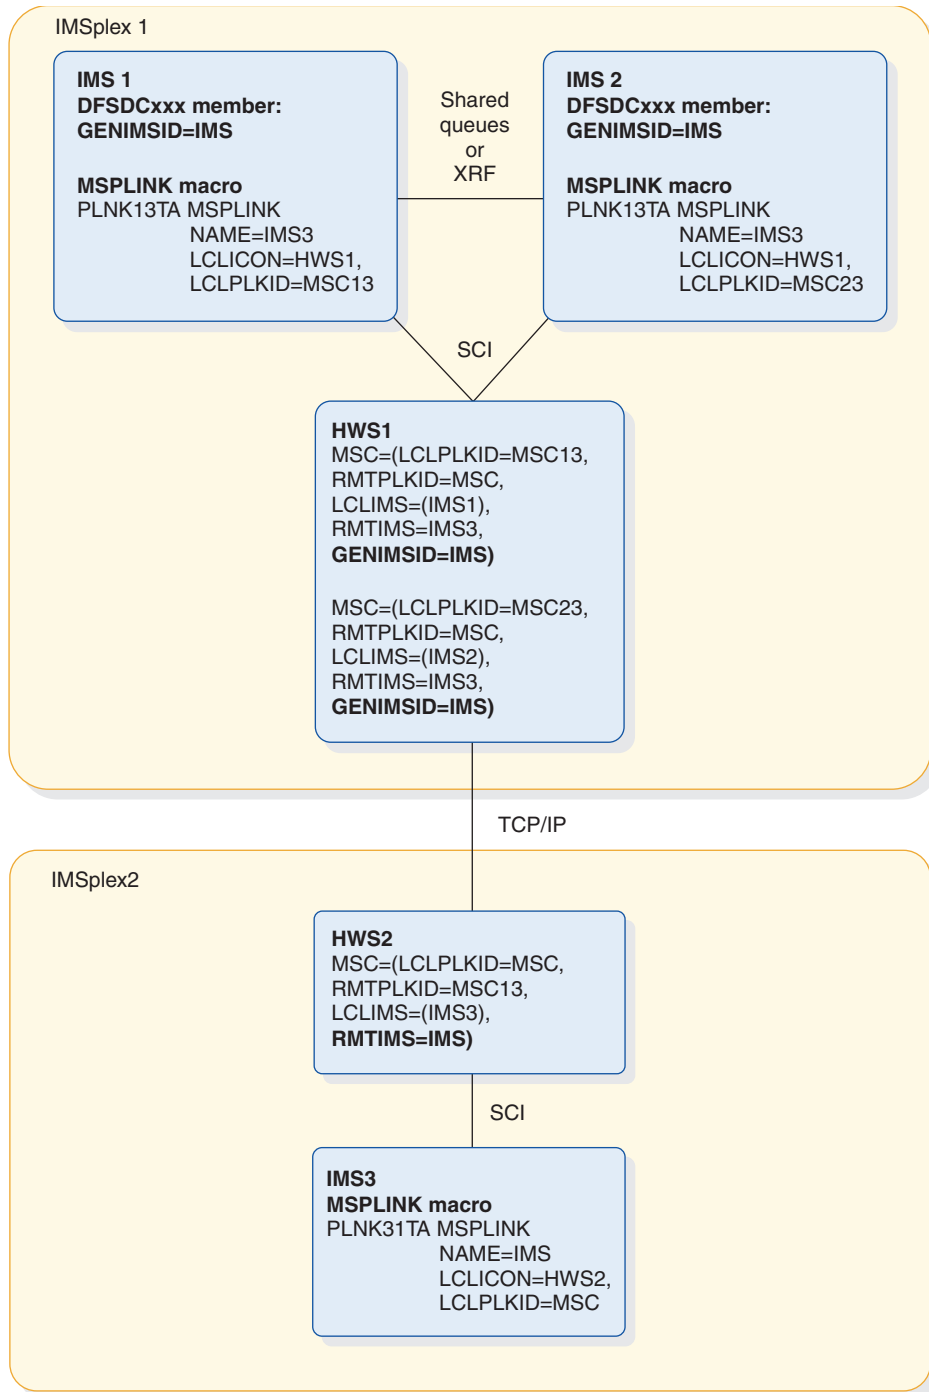 IMSplex 1
IMS 1
DFSDCxxx member:
GENIMSID=IMS
MSPLINK macro
PLNK13TA MSPLINK
NAME=IMS3
LCLICON=HWS1,
LCLPLKID=MSC13
Shared
queues
or
XRF
IMS 2
DFSDCxxx member:
GENIMSID=IMS
MSPLINK macro
PLNK13TA MSPLINK
NAME=IMS3
LCLICON=HWS1,
LCLPLKID=MSC23
SCI
HWS1
MSC=(LCLPLKID=MSC13,
RMTPLKID=MSC,
LCLIMS=(IMS1),
RMTIMS=IMS3,
GENIMSID=IMS)
MSC=(LCLPLKID=MSC23,
RMTPLKID=MSC,
LCLIMS=(IMS2),
RMTIMS=IMS3,
GENIMSID=IMS)
TCP/IP
IMSplex2
HWS2
MSC=(LCLPLKID=MSC,
RMTPLKID=MSC13,
LCLIMS=(IMS3),
RMTIMS=IMS)
SCI
IMS3
MSPLINK macro
PLNK31TA MSPLINK
NAME=IMS
LCLICON=HWS2,
LCLPLKID=MSC